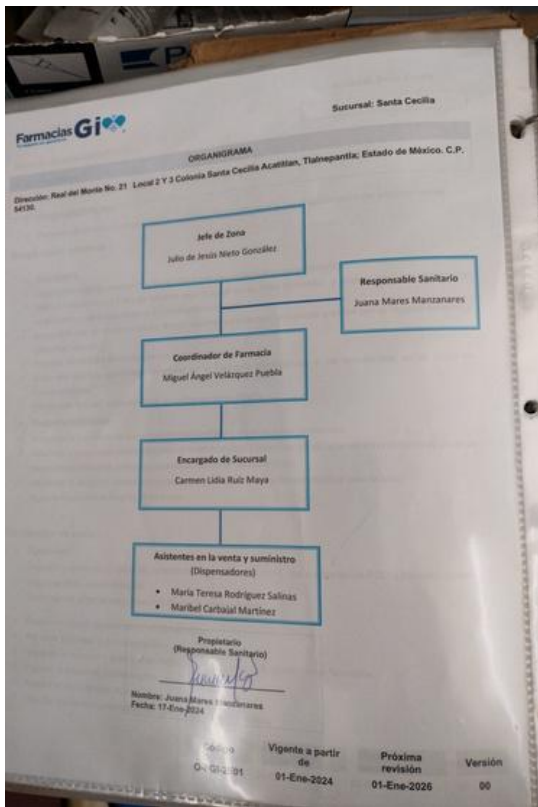 Farmacias Gi
Sucursal: Santa Cecilia
ORGANIGRAMA
Dirección: Real del Monte No. 21 Local 2 Y 3 Colonia Santa Cecilia Acatitlan, Tlalnepantla; Estado de México. C.P.
54130.
Jefe de Zona
Julio de Jesús Nieto González
Responsable Sanitario
Juana Mares Manzanares
Coordinador de Farmacia
Miguel Ángel Velázquez Puebla
Encargado de Sucursal
Carmen Lidia Ruíz Maya
Asistentes en la venta y suministro
(Dispensadores)
• María Teresa Rodríguez Salinas
• Maribel Carbajal Martínez
Propietario
(Responsable Sanitario)
Nombre: Juana Mares Manzanares
Fecha: 17-Ene-2024
Código
Vigente a partir
de
01-Ene-2024
Próxima
revisión
01-Ene-2026
Versión
00